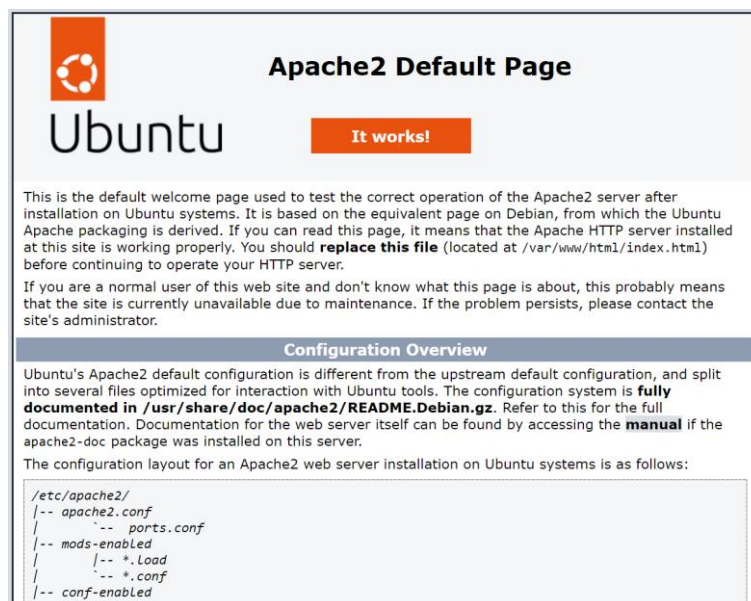 Ubuntu
Apache2 Default Page
It works!
This is the default welcome page used to test the correct operation of the Apache2 server after
installation on Ubuntu systems. It is based on the equivalent page on Debian, from which the Ubuntu
Apache packaging is derived. If you can read this page, it means that the Apache HTTP server installed
at this site is working properly. You should replace this file (located at /var/www/html/index.html)
before continuing to operate your HTTP server.
If you are a normal user of this web site and don't know what this page is about, this probably means
that the site is currently unavailable due to maintenance. If the problem persists, please contact the
site's administrator.
Configuration Overview
Ubuntu's Apache2 default configuration is different from the upstream default configuration, and split
into several files optimized for interaction with Ubuntu tools. The configuration system is fully
documented in /usr/share/doc/apache2/README.Debian.gz. Refer to this for the full
documentation. Documentation for the web server itself can be found by accessing the manual if the
apache2-doc package was installed on this server.
The configuration layout for an Apache2 web server installation on Ubuntu systems is as follows:
/etc/apache2/
|-- apache2.conf
|       `-- ports.conf
|-- mods-enabled
|       |-- *.load
|       `-- *.conf
|-- conf-enabled